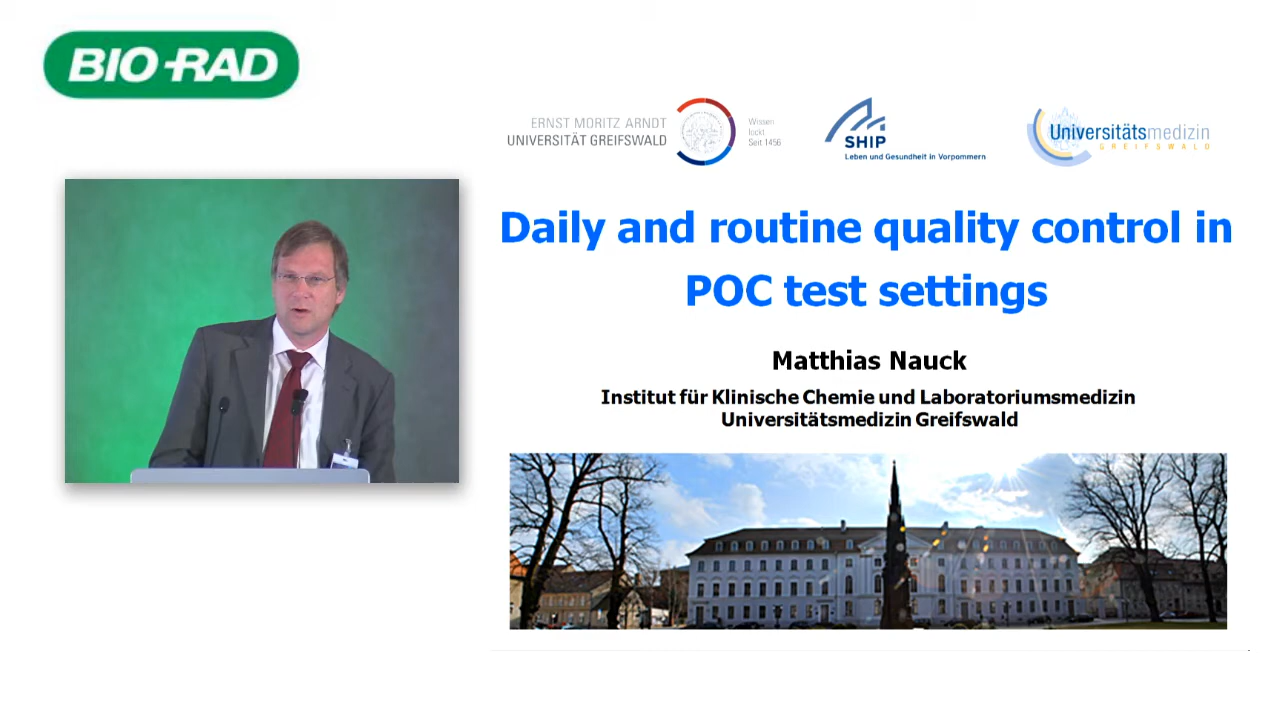 BIO-RAD
ERNST MORITZ ARNDT
UNIVERSITÄT GREIFSWALD
Wissen
lockt
Seit 1456
SHIP
Leben und Gesundheit in Vorpommern
Universitätsmedizin
GREIFSWALD
Daily and routine quality control in
POC test settings
Matthias Nauck
Institut für Klinische Chemie und Laboratoriumsmedizin
Universitätsmedizin Greifswald